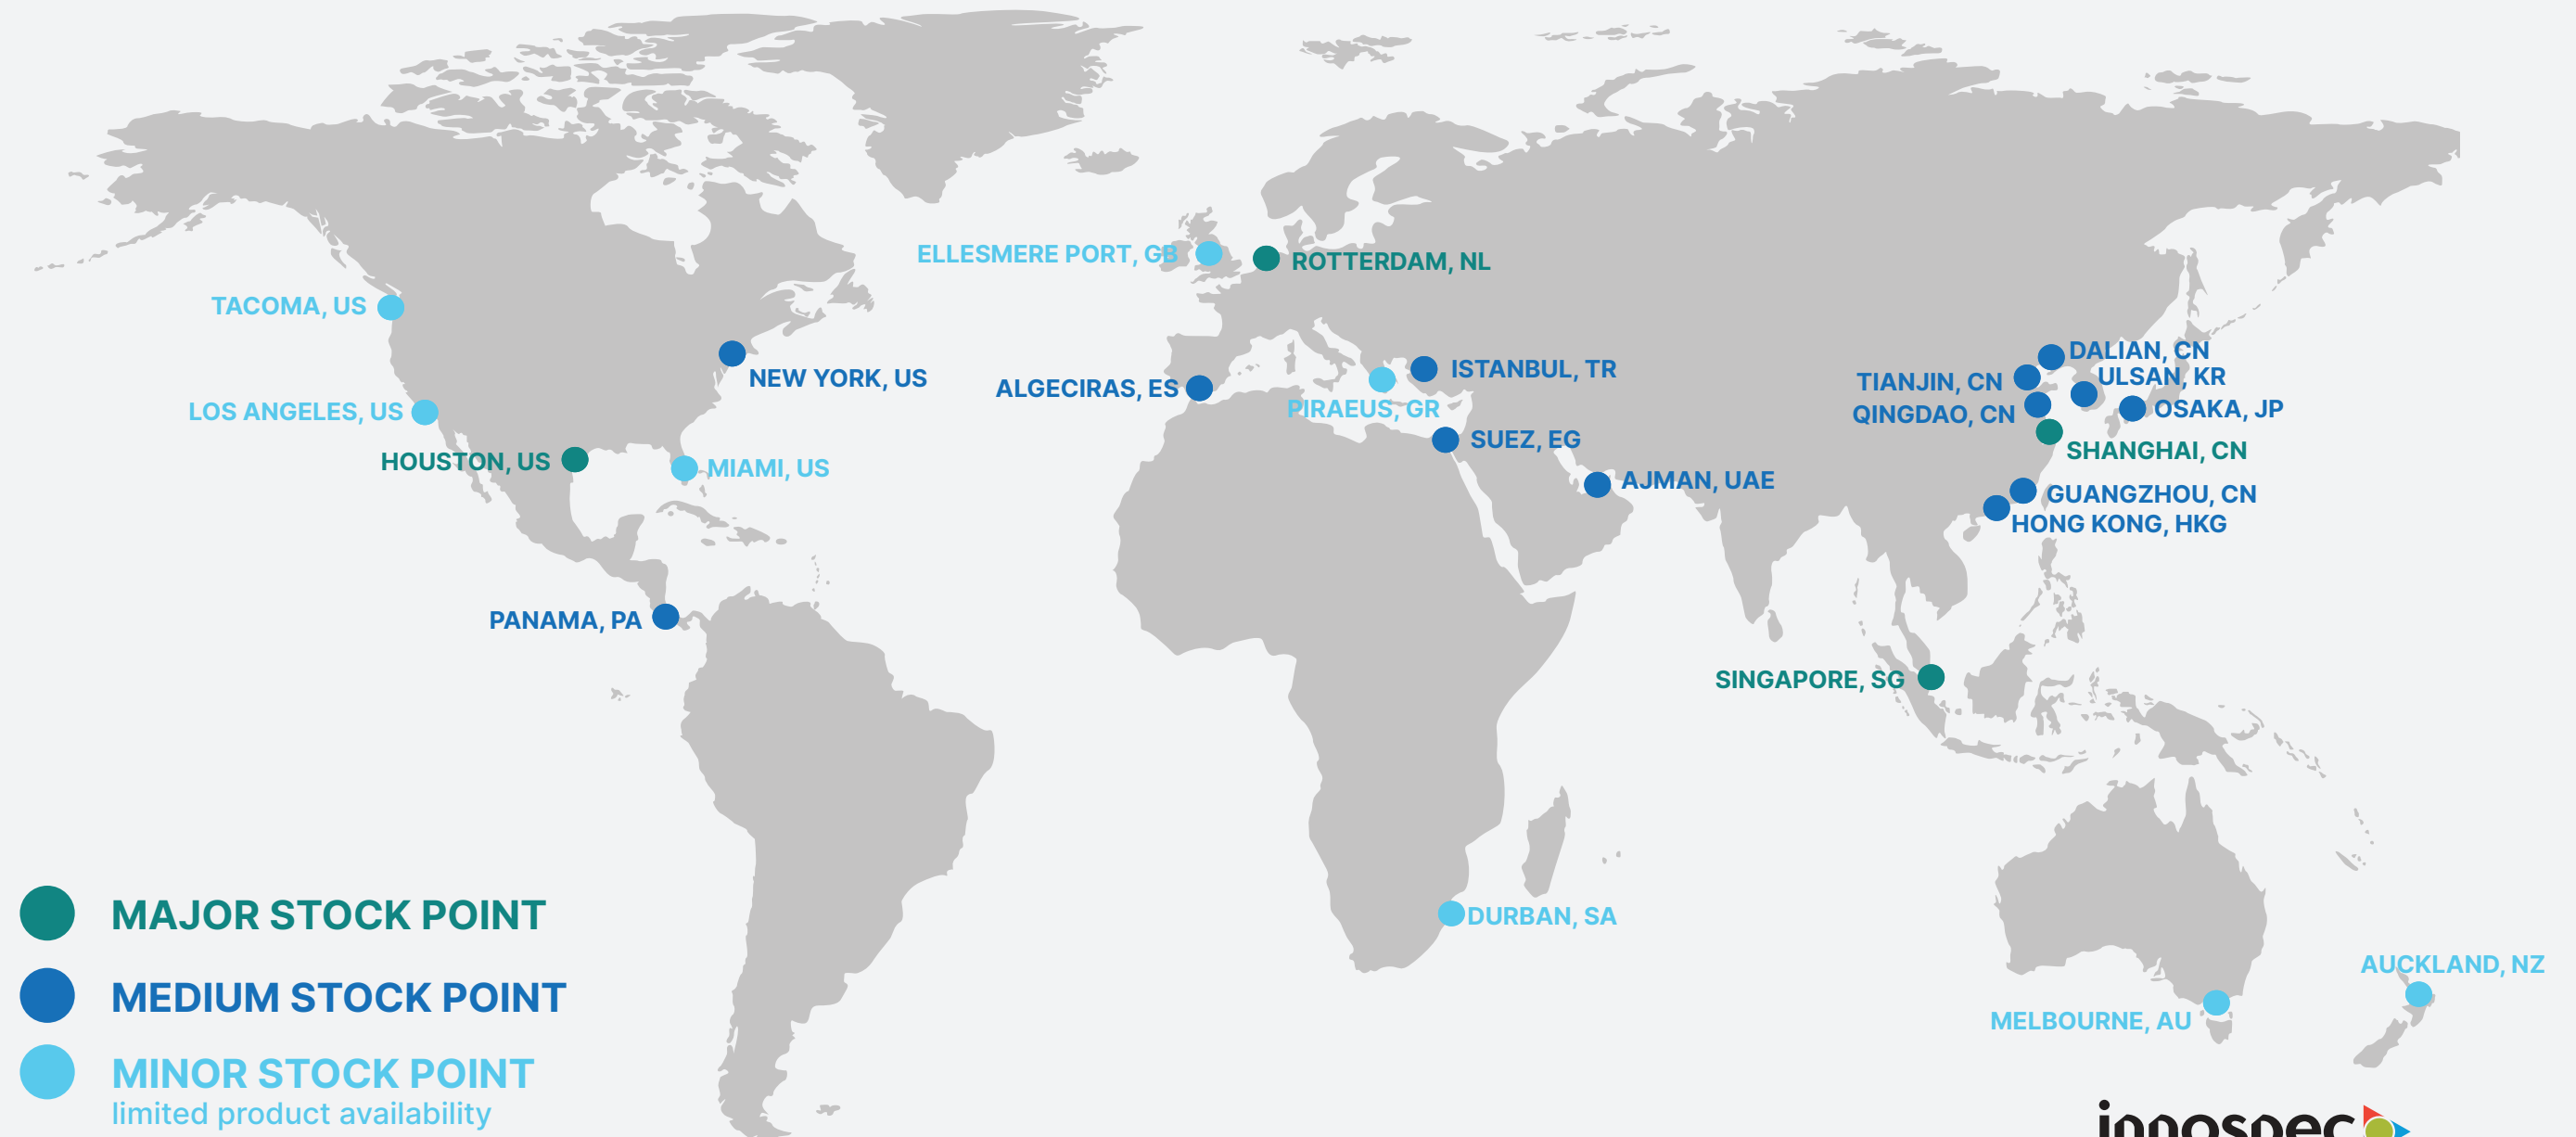 ELLESMERE PORT, GB
ROTTERDAM, NL
TACOMA, US
NEW YORK, US
LOS ANGELES, US
HOUSTON, US
MIAMI, US
PANAMA, PA
ALGECIRAS, ES
ISTANBUL, TR
PIRAEUS, GR
SUEZ, EG
AJMAN, UAE
DALIAN, CN
TIANJIN, CN
ULSAN, KR
QINGDAO, CN
OSAKA, JP
SHANGHAI, CN
GUANGZHOU, CN
HONG KONG, HKG
SINGAPORE, SG
DURBAN, SA
AUCKLAND, NZ
MELBOURNE, AU
MAJOR STOCK POINT
MEDIUM STOCK POINT
MINOR STOCK POINT
limited product availability
innospec